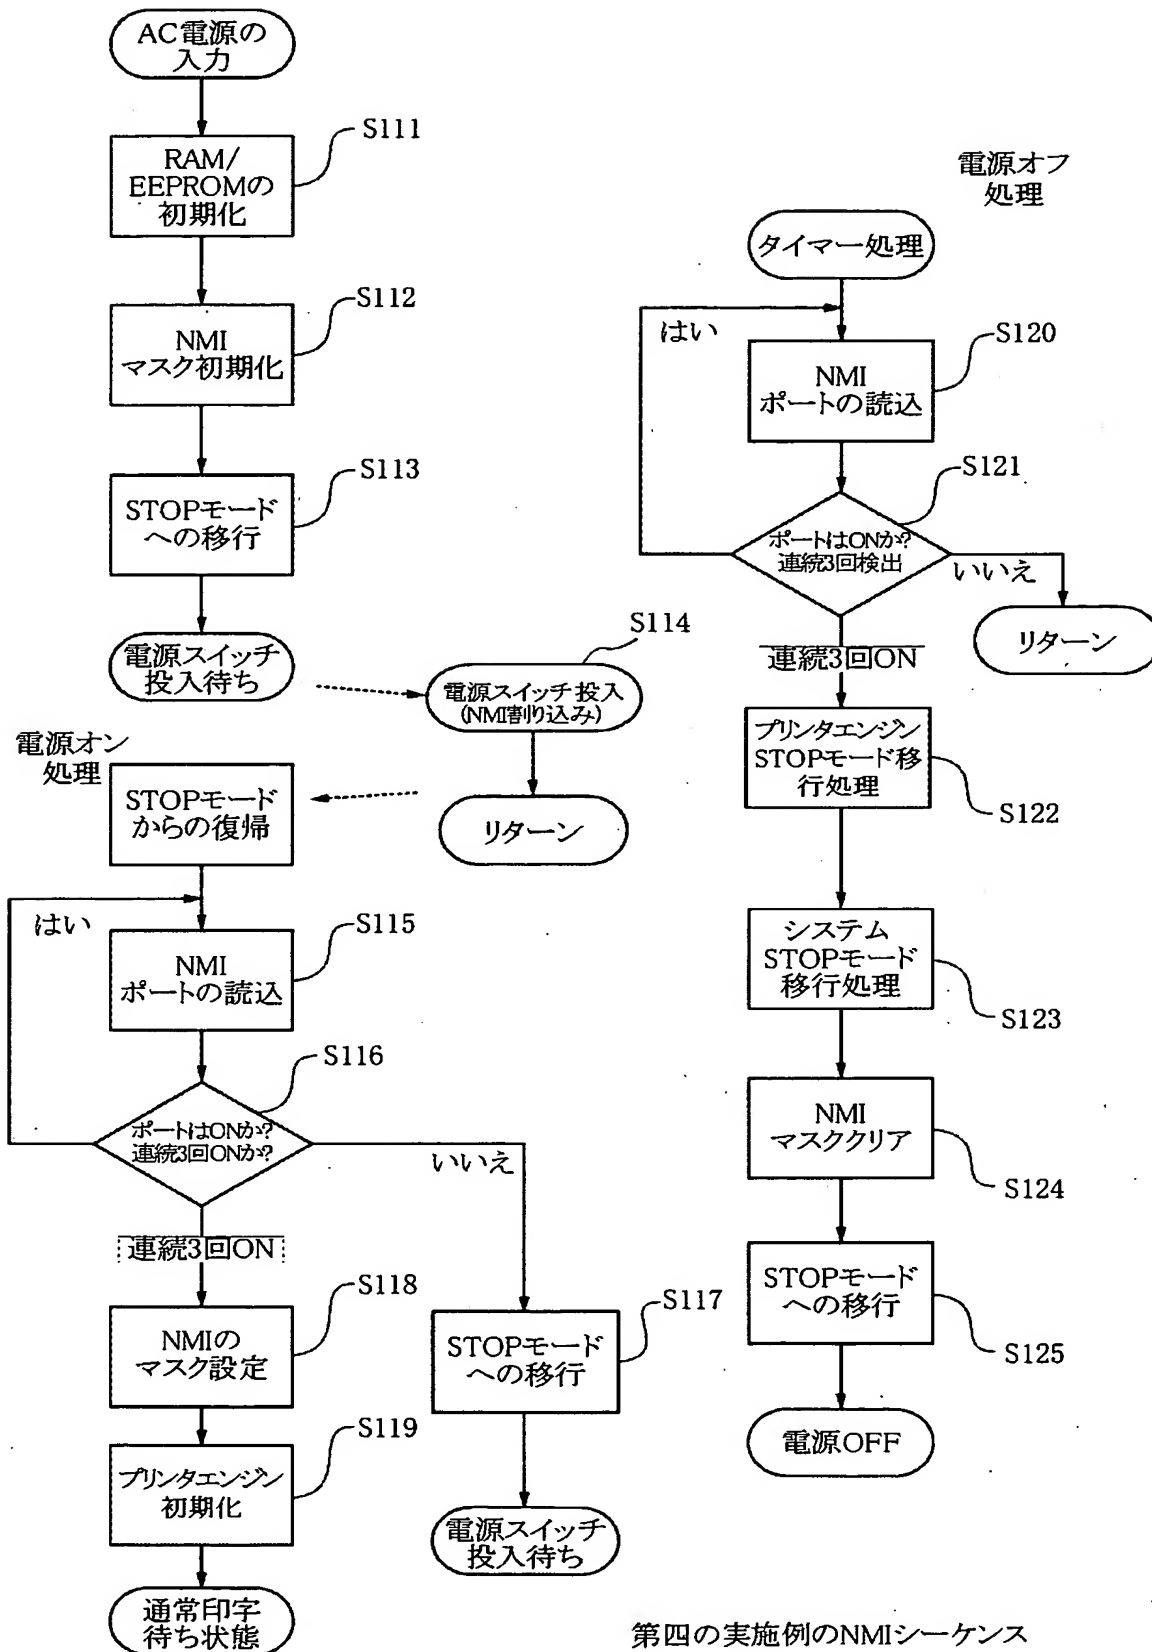 AC電源の
入力
S111
RAM/
EEPROMの
初期化
S112
NMI
マスク初期化
S113
STOPモード
への移行
電源スイッチ
投入待ち
S114
電源スイッチ投入
(NMI割り込み)
リターン
電源オン
処理
STOPモード
からの復帰
はい
S115
NMI
ポートの読込
S116
ポートはONか?
連続3回ONか?
いいえ
連続3回ON
S118
NMIの
マスク設定
S117
STOPモード
への移行
S119
プリンタエンジン
初期化
電源スイッチ
投入待ち
通常印字
待ち状態
電源オフ
処理
タイマー処理
はい
S120
NMI
ポートの読込
S121
ポートはONか?
連続3回検出
いいえ
リターン
連続3回ON
プリンタエンジン
STOPモード移
行処理
S122
システム
STOPモード
移行処理
S123
NMI
マスククリア
S124
STOPモード
への移行
S125
電源OFF
第四の実施例のNMIシーケンス